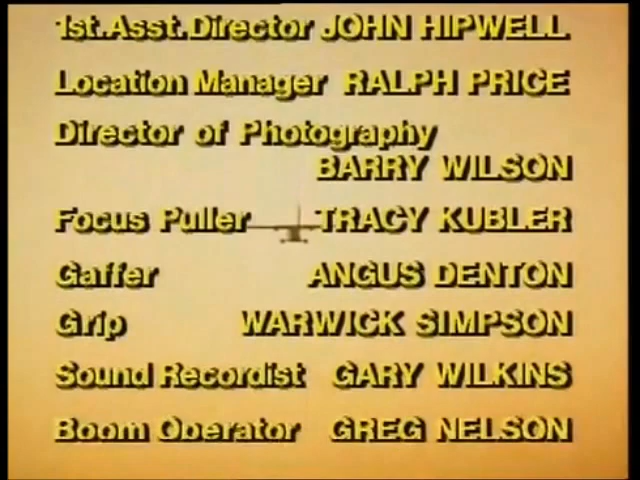 1st.Asst.Director JOHN HIPWELL
Location Manager RALPH PRICE
Director of Photography
BARRY WILSON
Focus Puller TRACY KUBLER
Gaffer ANGUS DENTON
Grip WARWICK SIMPSON
Sound Recordist GARY WILKINS
Boom Operator GREG NELSON